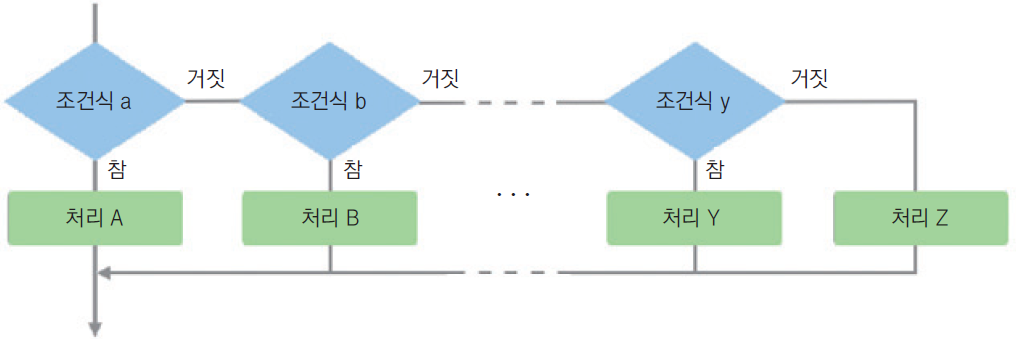 거짓 거짓 거짓
조건식 a 조건식 b 조건식 y
참 참 참
...
처리 A 처리 B 처리 Y 처리 Z